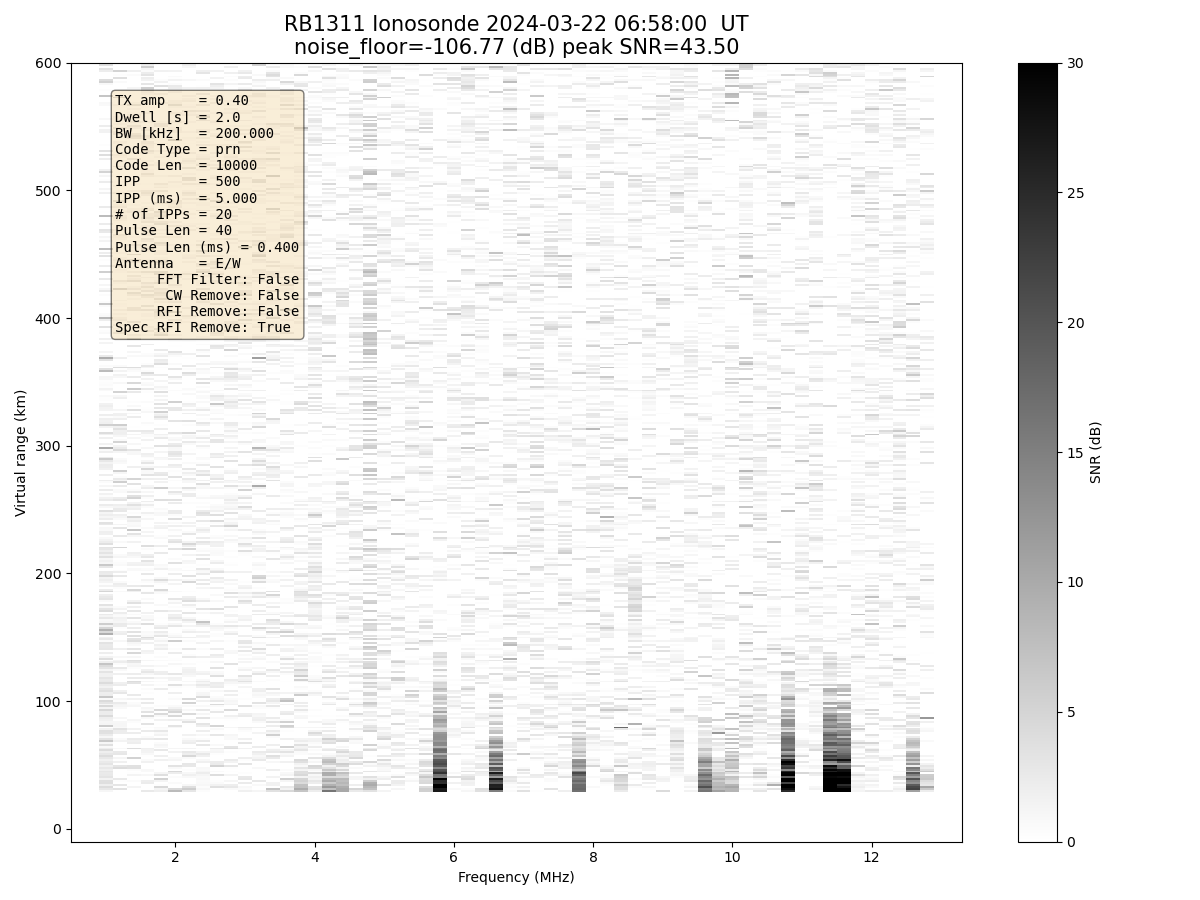 RB1311 Ionosonde 2024-03-22 06:58:00  UT
noise_floor=-106.77 (dB) peak SNR=43.50
600
500
400
300
200
100
0
Virtual range (km)
TX amp    = 0.40
Dwell [s] = 2.0
BW [kHz]  = 200.000
Code Type = prn
Code Len  = 10000
IPP       = 500
IPP (ms)  = 5.000
# of IPPs = 20
Pulse Len = 40
Pulse Len (ms) = 0.400
Antenna   = E/W
FFT Filter: False
CW Remove: False
RFI Remove: False
Spec RFI Remove: True
2 4 6 8 10 12
Frequency (MHz)
30
25
20
15
10
5
0
SNR (dB)